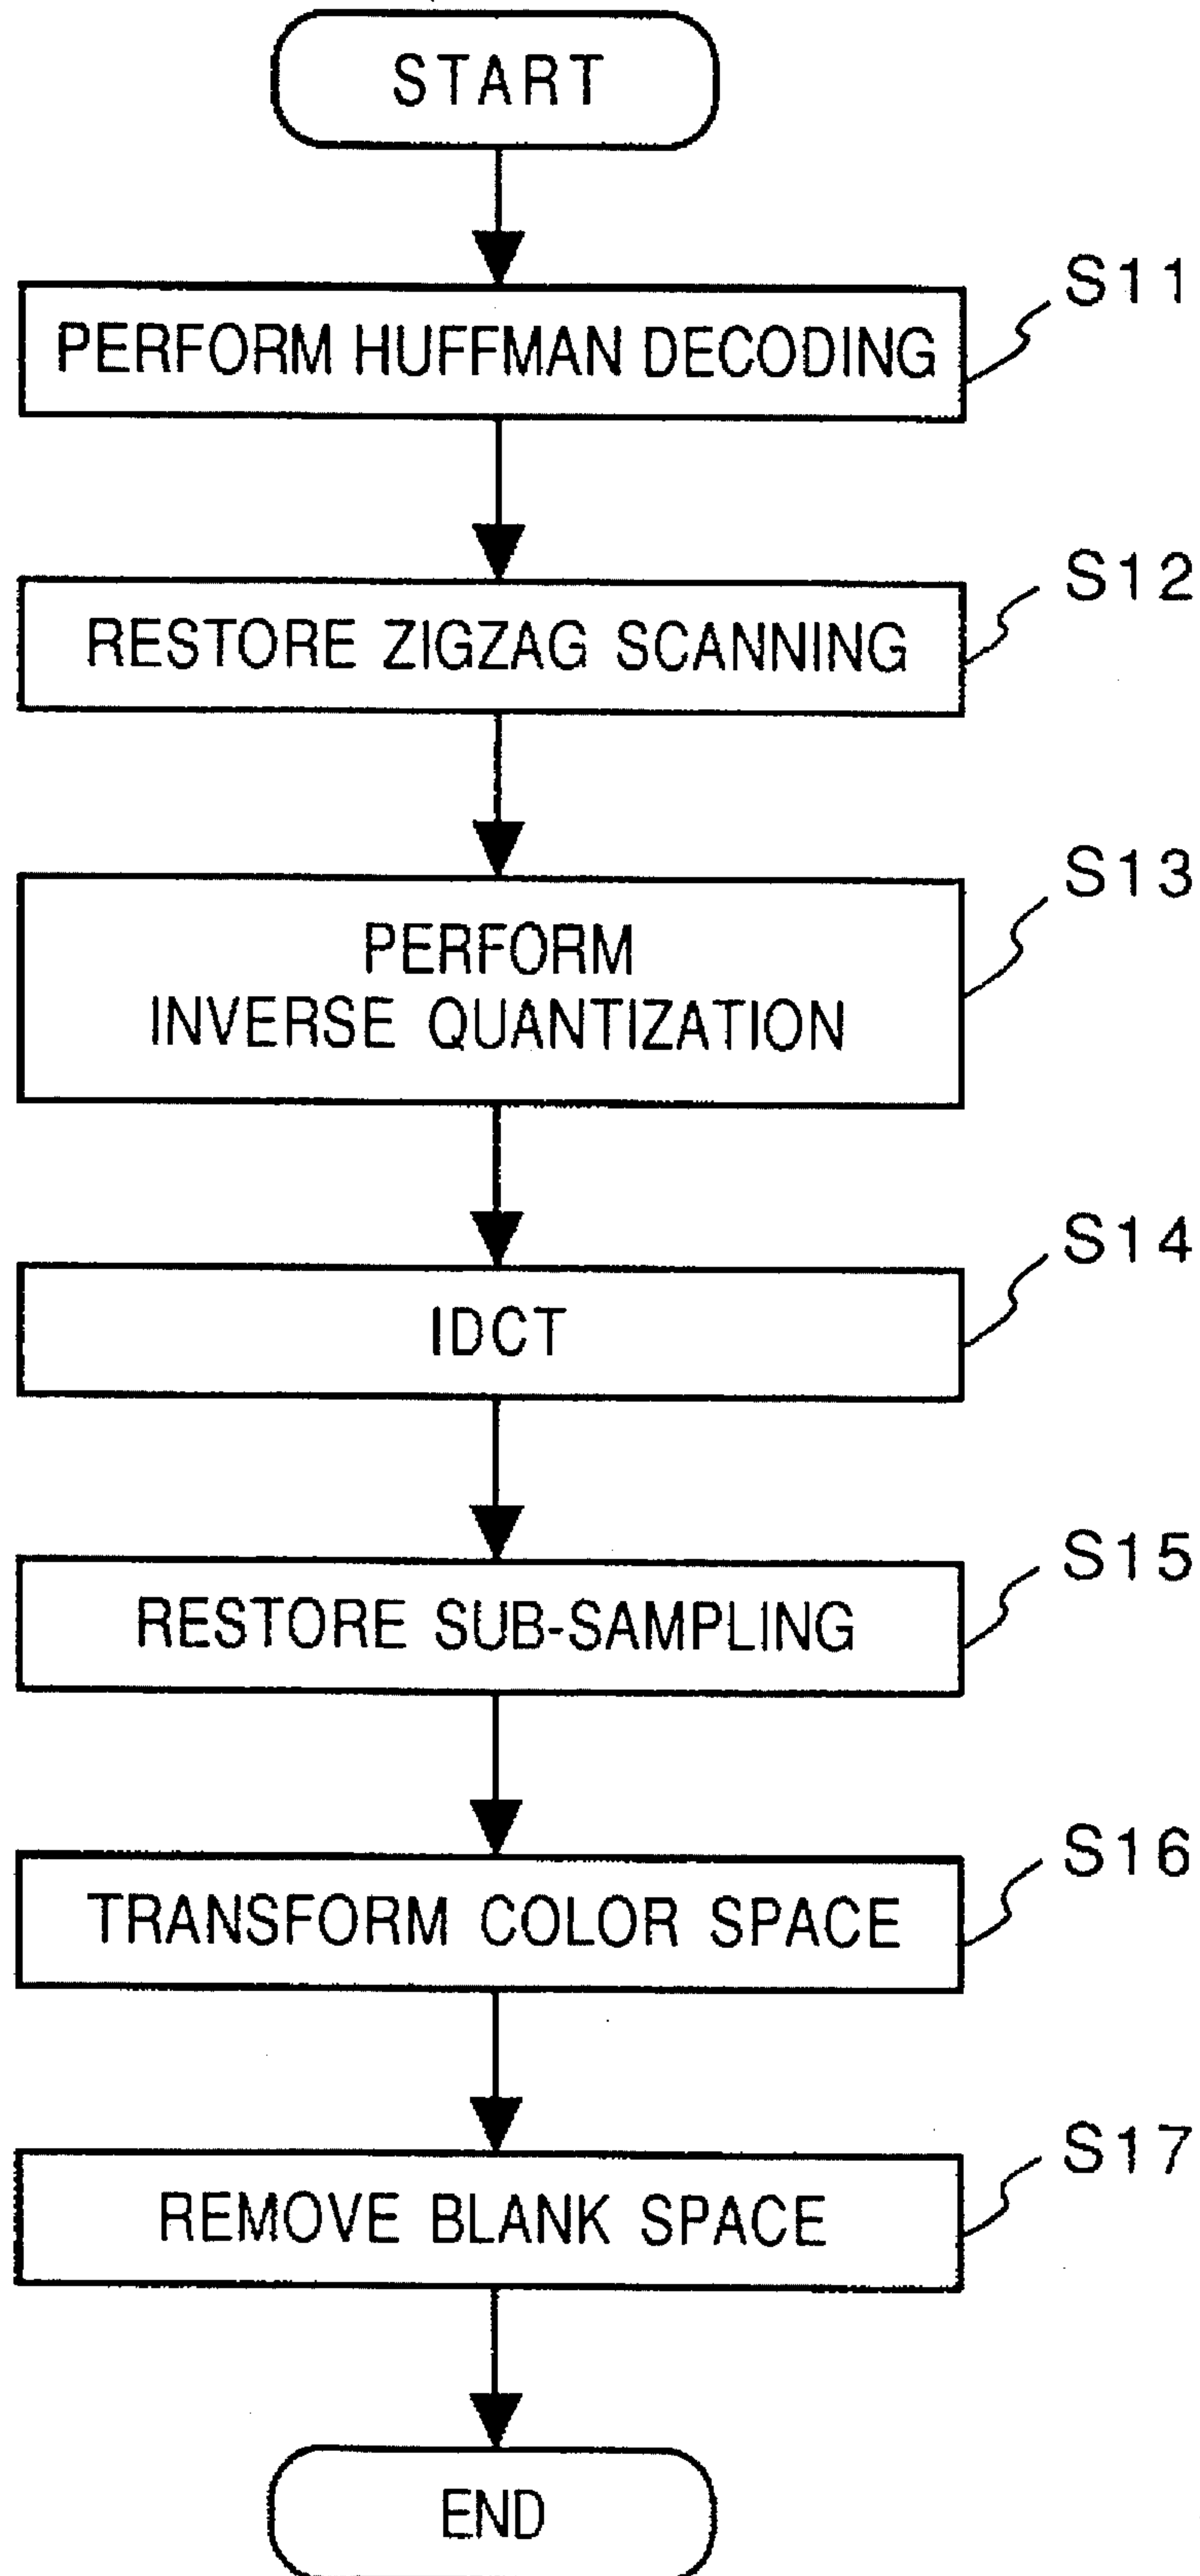 START
S11
PERFORM HUFFMAN DECODING
S12
RESTORE ZIGZAG SCANNING
S13
PERFORM
INVERSE QUANTIZATION
S14
IDCT
S15
RESTORE SUB-SAMPLING
S16
TRANSFORM COLOR SPACE
S17
REMOVE BLANK SPACE
END